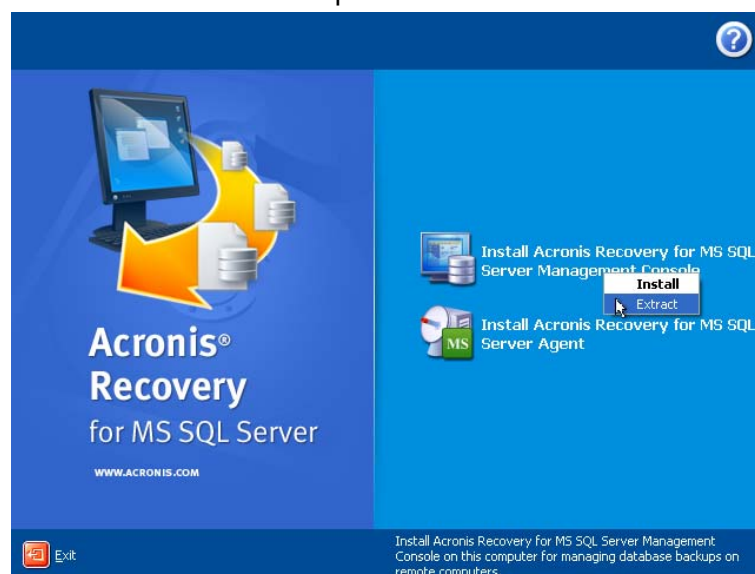 ?
Install Acronis Recovery for MS SQL
Server Management Console
Install
Extract
Install Acronis Recovery for MS SQL
Server Agent
MS
Acronis®
Recovery
for MS SQL Server
WWW.ACRONIS.COM
Exit
Install Acronis Recovery for MS SQL Server Management
Console on this computer for managing database backups on
remote computers.